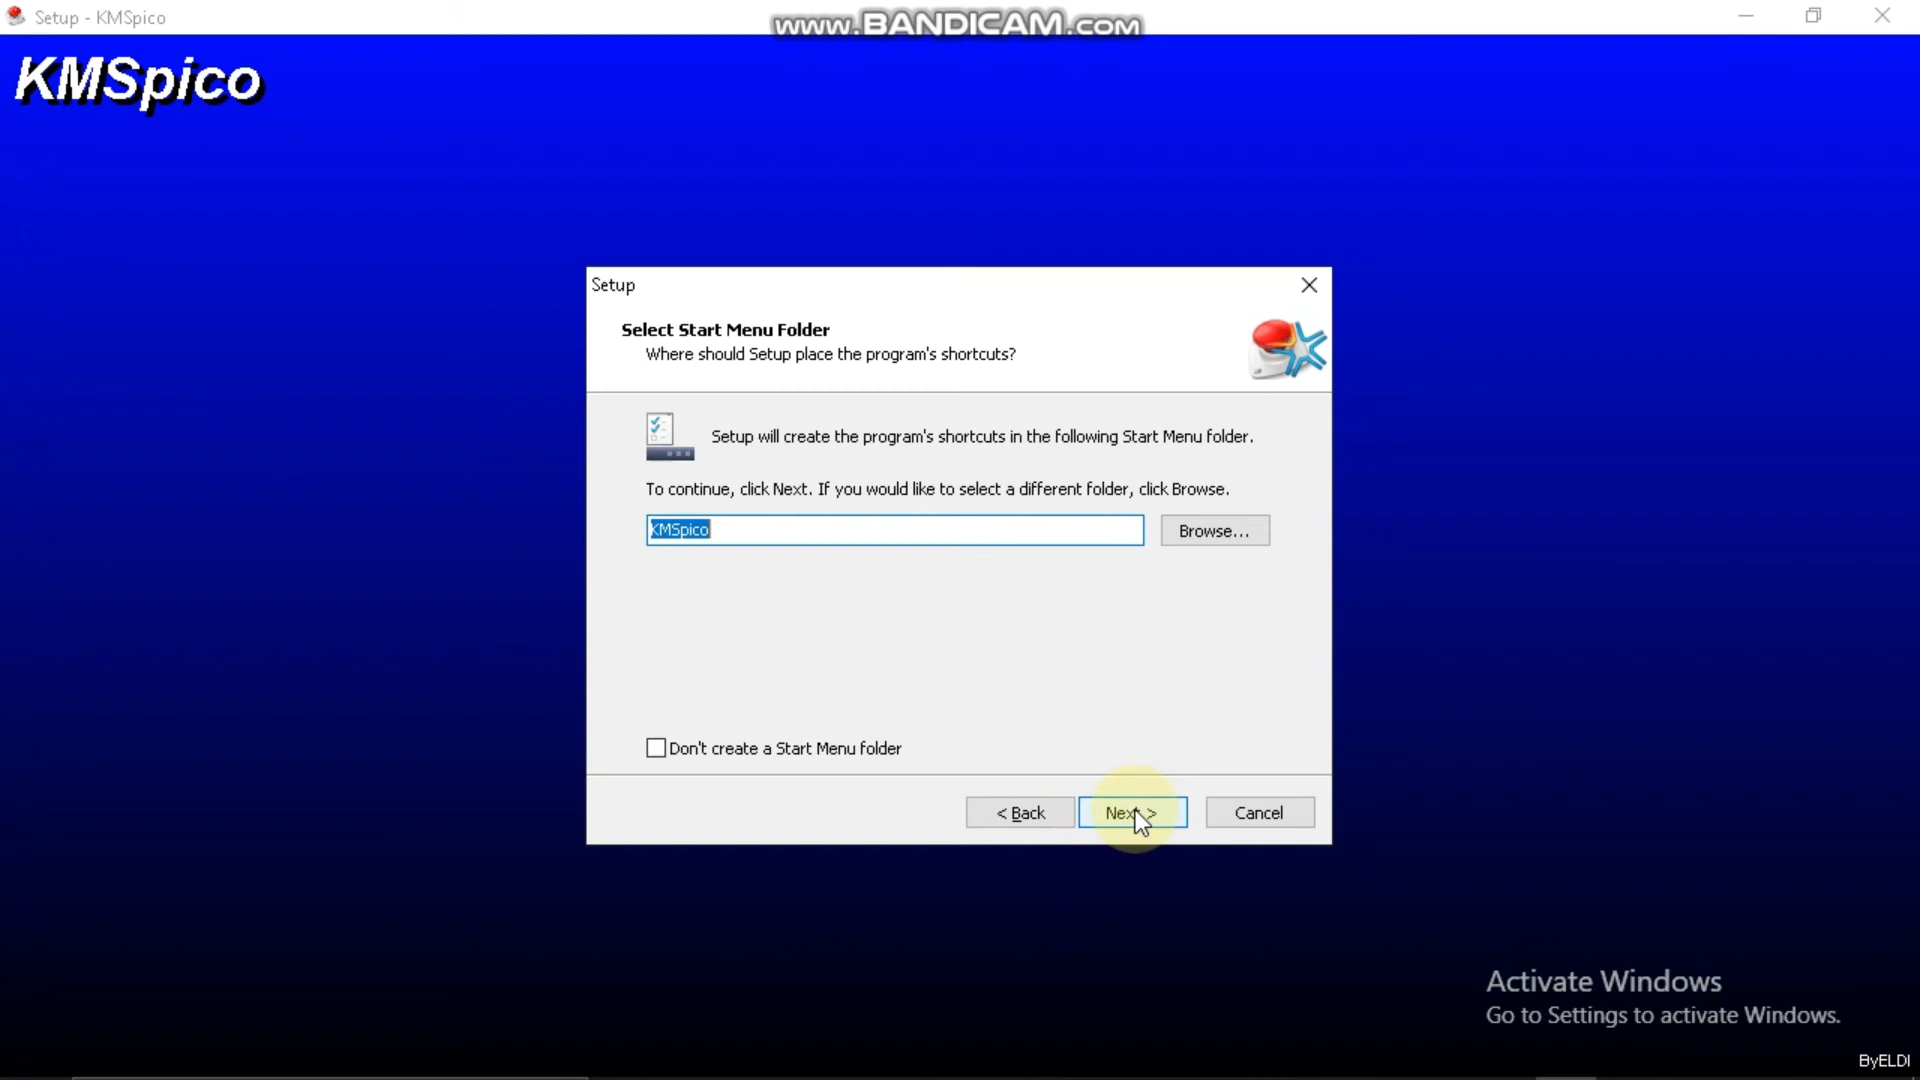 Setup - KMSpico
www.BANDICAM.com
KMSpico
Setup
Select Start Menu Folder
Where should Setup place the program's shortcuts?
Setup will create the program's shortcuts in the following Start Menu folder.
To continue, click Next. If you would like to select a different folder, click Browse.
KMSpico
Browse...
Don't create a Start Menu folder
< Back
Next >
Cancel
Activate Windows
Go to Settings to activate Windows.
ByELDI